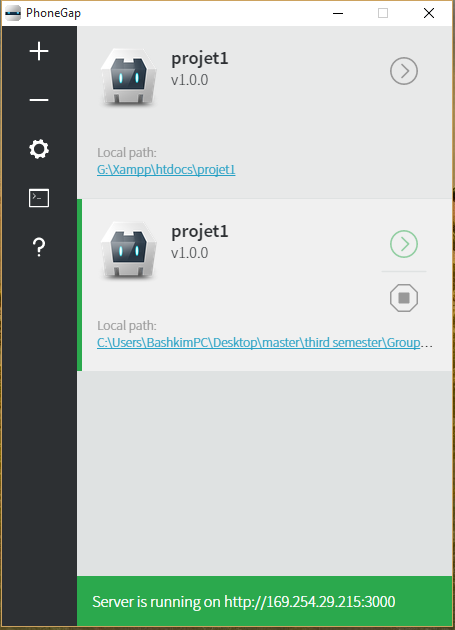 PhoneGap
projet1
v1.0.0
Local path:
G:\Xampp\htdocs\projet1
projet1
v1.0.0
Local path:
C:\Users\BashkimPC\Desktop\master\third semester\Group...
Server is running on http://169.254.29.215:3000